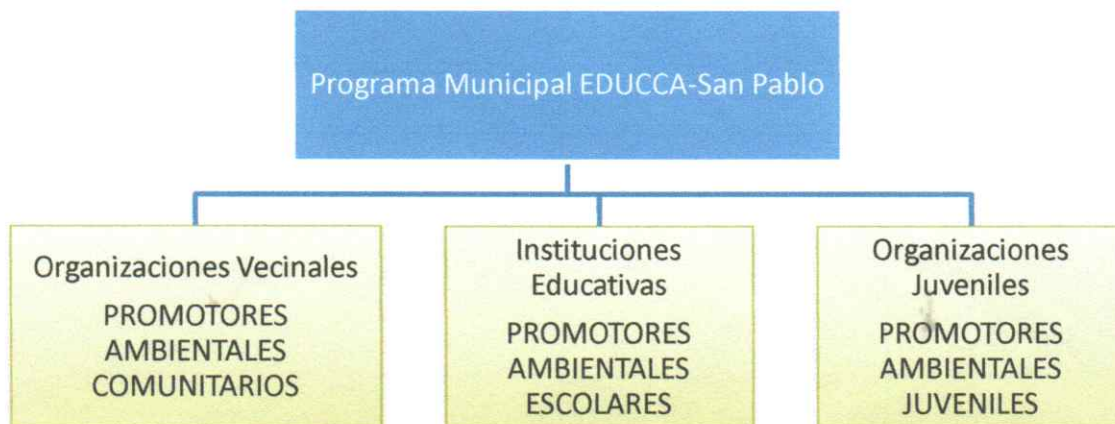 Programa Municipal EDUCCA-San Pablo
Organizaciones Vecinales
PROMOTORES
AMBIENTALES
COMUNITARIOS
Instituciones
Educativas
PROMOTORES
AMBIENTALES
ESCOLARES
Organizaciones
Juveniles
PROMOTORES
AMBIENTALES
JUVENILES